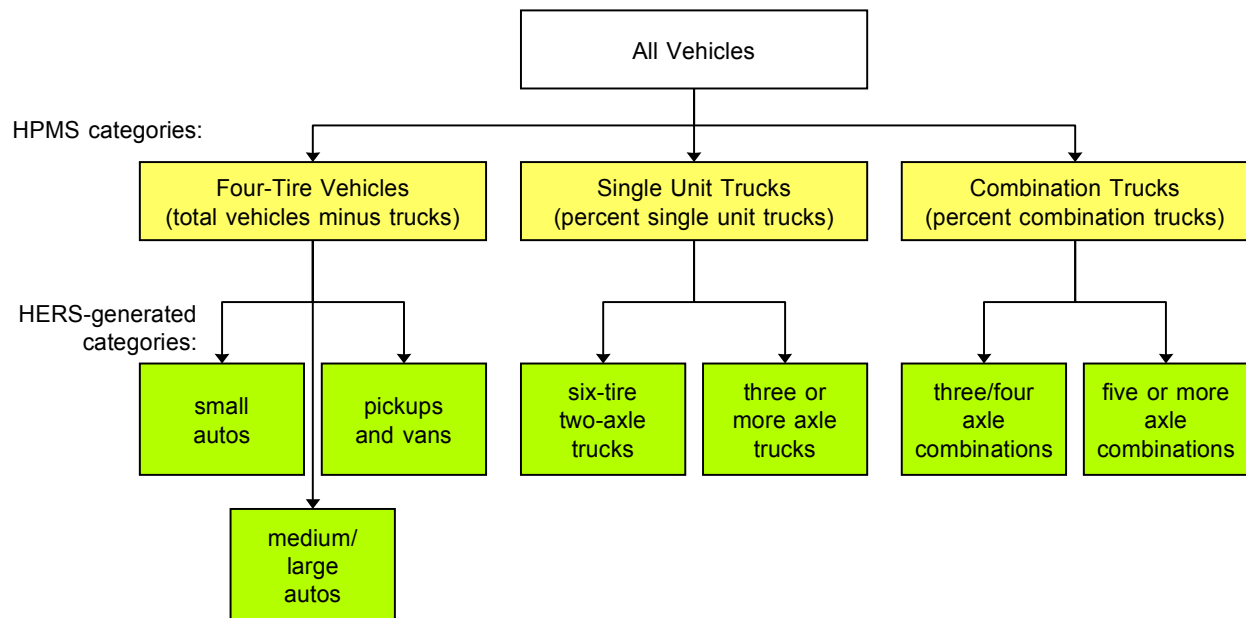 All Vehicles
HPMS categories:
Four-Tire Vehicles
(total vehicles minus trucks)
Single Unit Trucks
(percent single unit trucks)
Combination Trucks
(percent combination trucks)
HERS-generated
categories:
small
autos
pickups
and vans
six-tire
two-axle
trucks
three or
more axle
trucks
three/four
axle
combinations
five or more
axle
combinations
medium/
large
autos